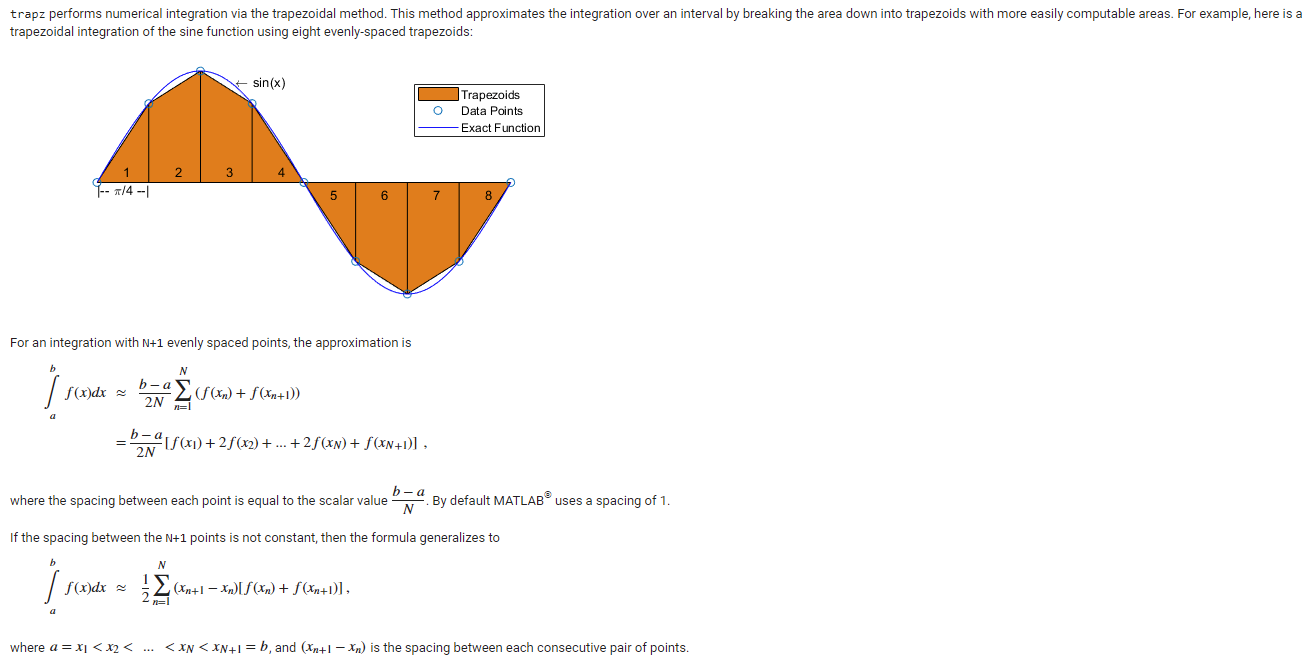 trapz performs numerical integration via the trapezoidal method. This method approximates the integration over an interval by breaking the area down into trapezoids with more easily computable areas. For example, here is a
trapezoidal integration of the sine function using eight evenly-spaced trapezoids:
← sin(x)
Trapezoids
Data Points
Exact Function
1 2 3 4
|-- π/4 --|
5 6 7 8
For an integration with N+1 evenly spaced points, the approximation is
∫_a^b f(x)dx ≈ \frac{b − a}{2N} ∑_{n=1}^{N} (f(x_n) + f(x_{n+1}))
= \frac{b − a}{2N} [f(x_1) + 2f(x_2) + ... + 2f(x_N) + f(x_{N+1})] ,
where the spacing between each point is equal to the scalar value \frac{b − a}{N}. By default MATLAB® uses a spacing of 1.
If the spacing between the N+1 points is not constant, then the formula generalizes to
∫_a^b f(x)dx ≈ \frac{1}{2} ∑_{n=1}^{N} (x_{n+1} − x_n)[f(x_n) + f(x_{n+1})] ,
where a = x_1 < x_2 < ... < x_N < x_{N+1} = b, and (x_{n+1} − x_n) is the spacing between each consecutive pair of points.